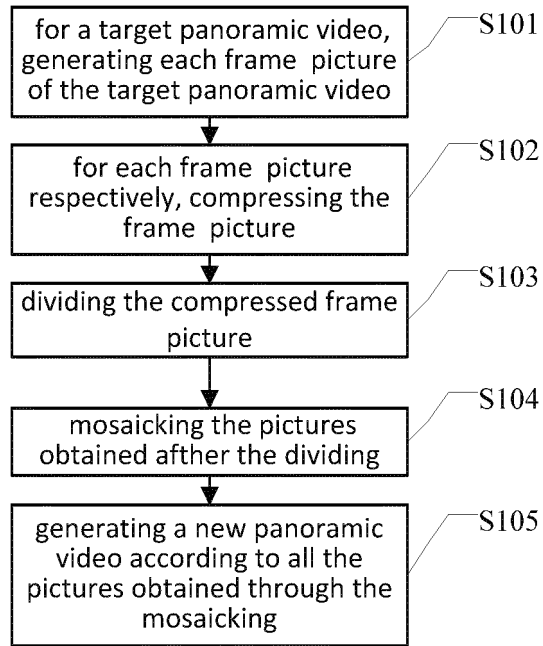 for a target panoramic video,
generating each frame picture
of the target panoramic video
S101
for each frame picture
respectively, compressing the
frame picture
S102
dividing the compressed frame
picture
S103
mosaicking the pictures
obtained afther the dividing
S104
generating a new panoramic
video according to all the
pictures obtained through the
mosaicking
S105